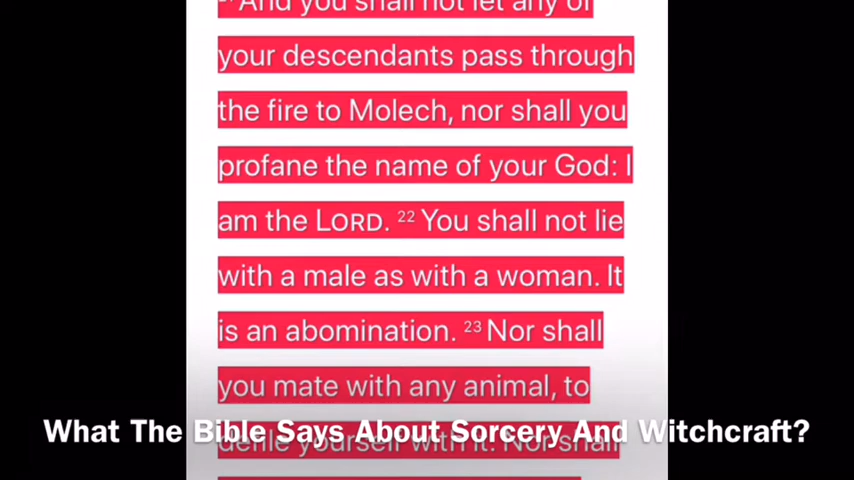 ²¹And you shall not let any of
your descendants pass through
the fire to Molech, nor shall you
profane the name of your God: I
am the LORD. ²² You shall not lie
with a male as with a woman. It
is an abomination. ²³ Nor shall
you mate with any animal, to
defile yourself with it. Nor shall
What The Bible Says About Sorcery And Witchcraft?